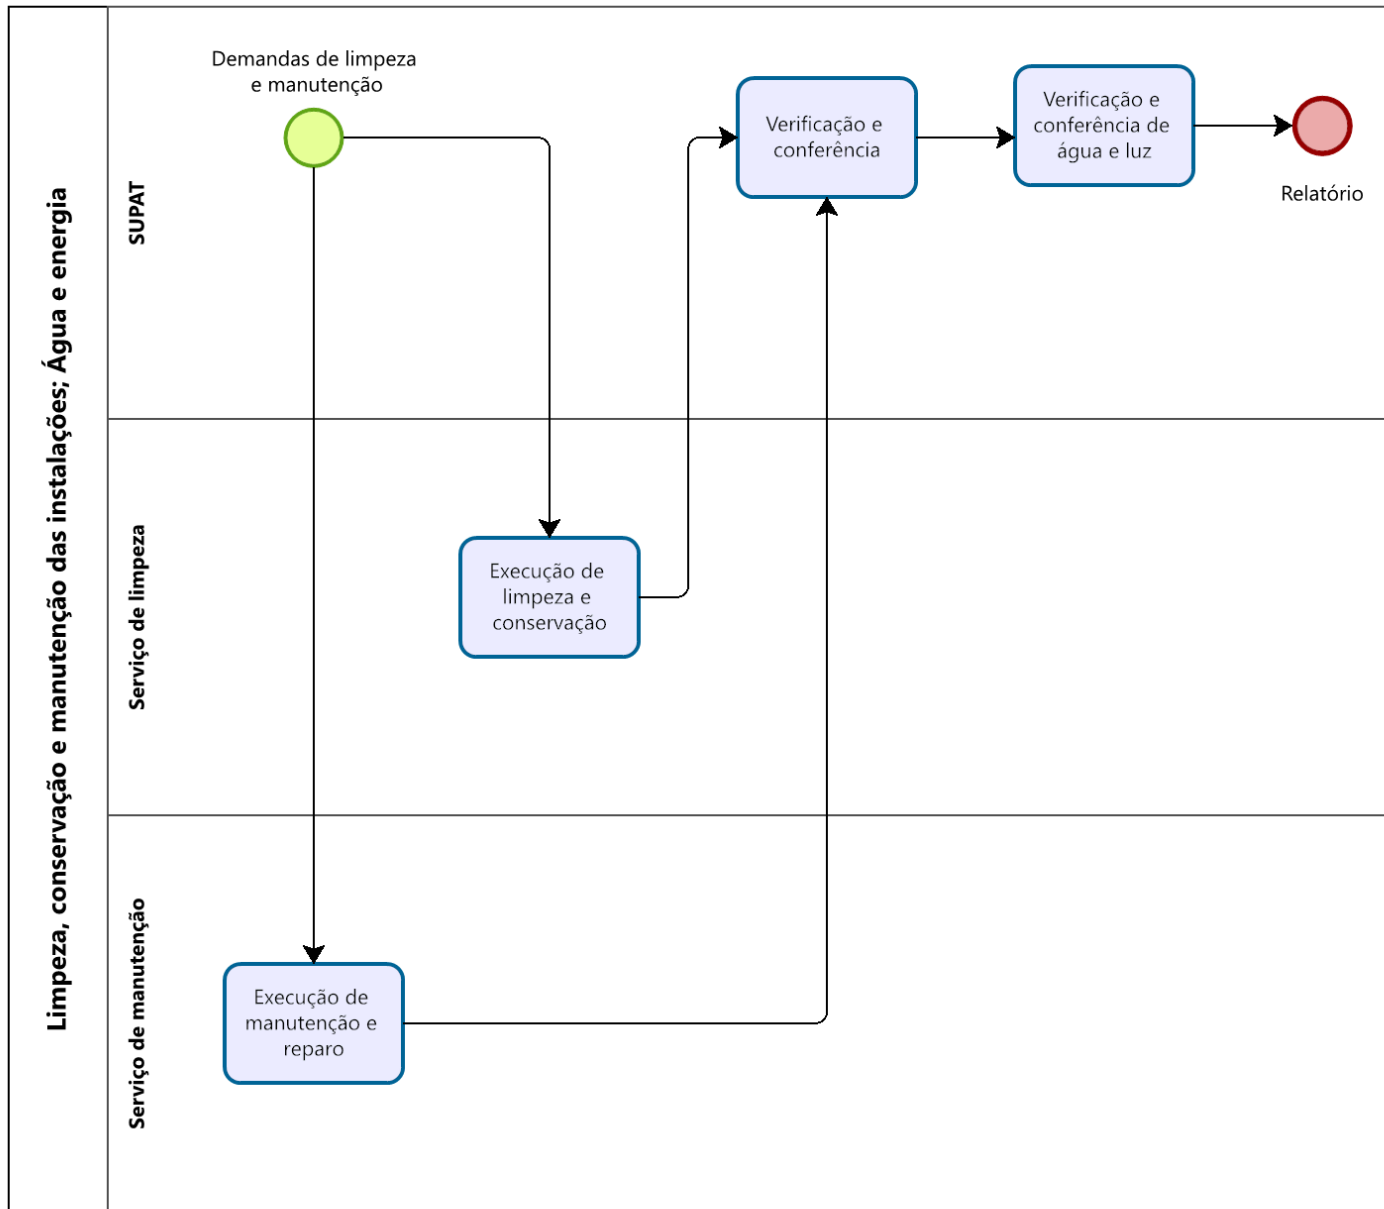 Limpeza, conservação e manutenção das instalações; Água e energia
SUPAT
Demandas de limpeza
e manutenção
Verificação e
conferência
Verificação e
conferência de
água e luz
Relatório
Serviço de limpeza
Execução de
limpeza e
conservação
Serviço de manutenção
Execução de
manutenção e
reparo